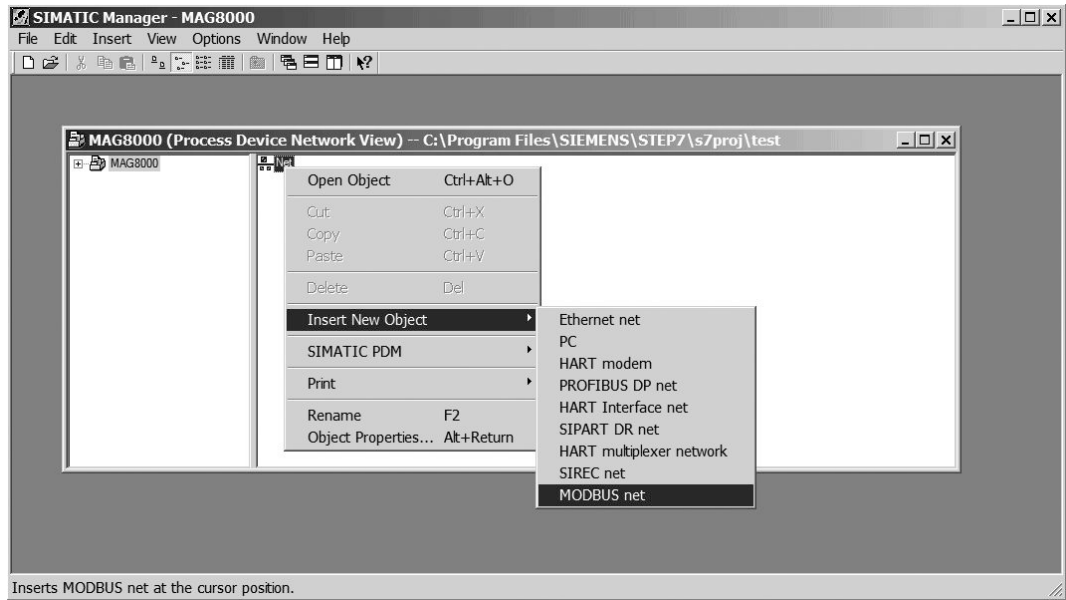 SIMATIC Manager - MAG8000
File Edit Insert View Options Window Help
MAG8000 (Process Device Network View) -- C:\Program Files\SIEMENS\STEP7\s7proj\test
MAG8000
Net
Open Object Ctrl+Alt+O
Cut Ctrl+X
Copy Ctrl+C
Paste Ctrl+V
Delete Del
Insert New Object
SIMATIC PDM
Print
Rename F2
Object Properties... Alt+Return
Ethernet net
PC
HART modem
PROFIBUS DP net
HART Interface net
SIPART DR net
HART multiplexer network
SIREC net
MODBUS net
Inserts MODBUS net at the cursor position.